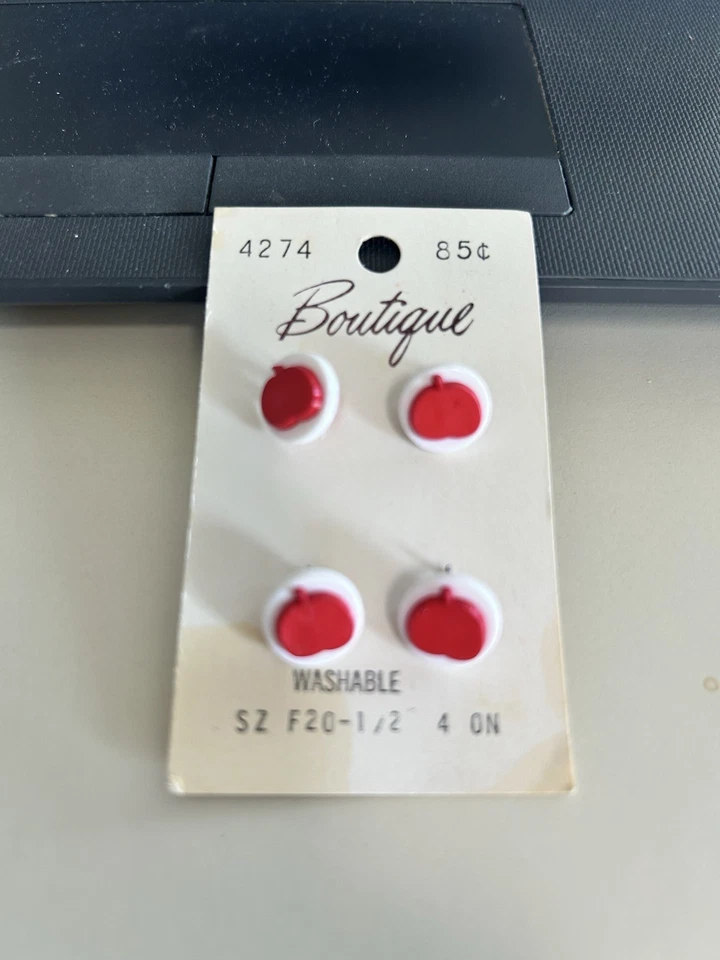 4274 85¢
Boutique
WASHABLE
SZ F20-1/2 4 ON